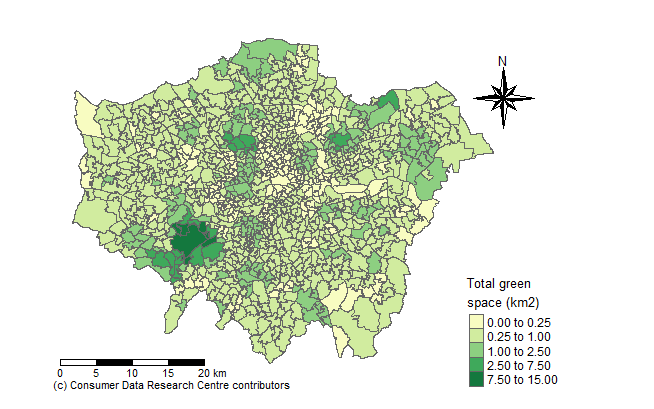 N
Total green
space (km2)
0.00 to 0.25
0.25 to 1.00
1.00 to 2.50
2.50 to 7.50
7.50 to 15.00
0 5 10 15 20 km
(c) Consumer Data Research Centre contributors